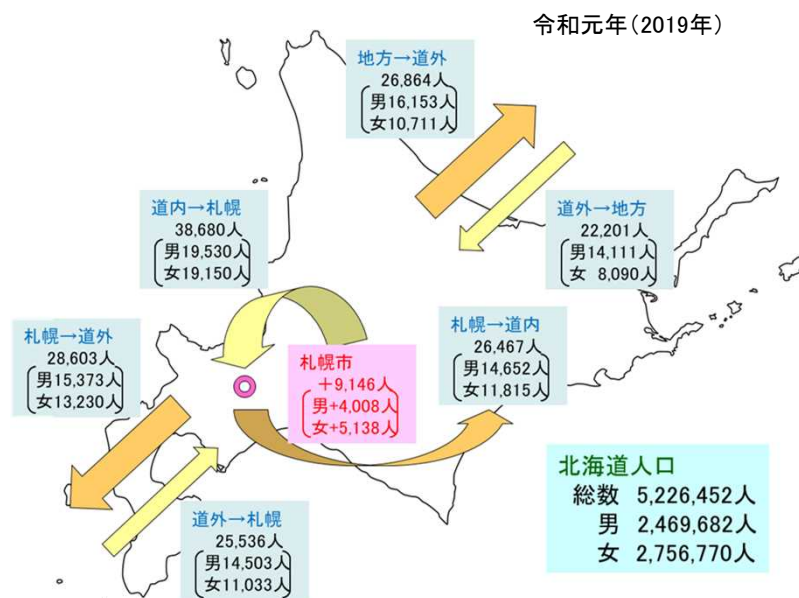 令和元年(2019年)
地方→道外
26,864人
男16,153人
女10,711人
道内→札幌
38,680人
男19,530人
女19,150人
道外→地方
22,201人
男14,111人
女 8,090人
札幌→道外
28,603人
男15,373人
女13,230人
札幌市
+9,146人
男+4,008人
女+5,138人
札幌→道内
26,467人
男14,652人
女11,815人
道外→札幌
25,536人
男14,503人
女11,033人
北海道人口
総数 5,226,452人
男 2,469,682人
女 2,756,770人